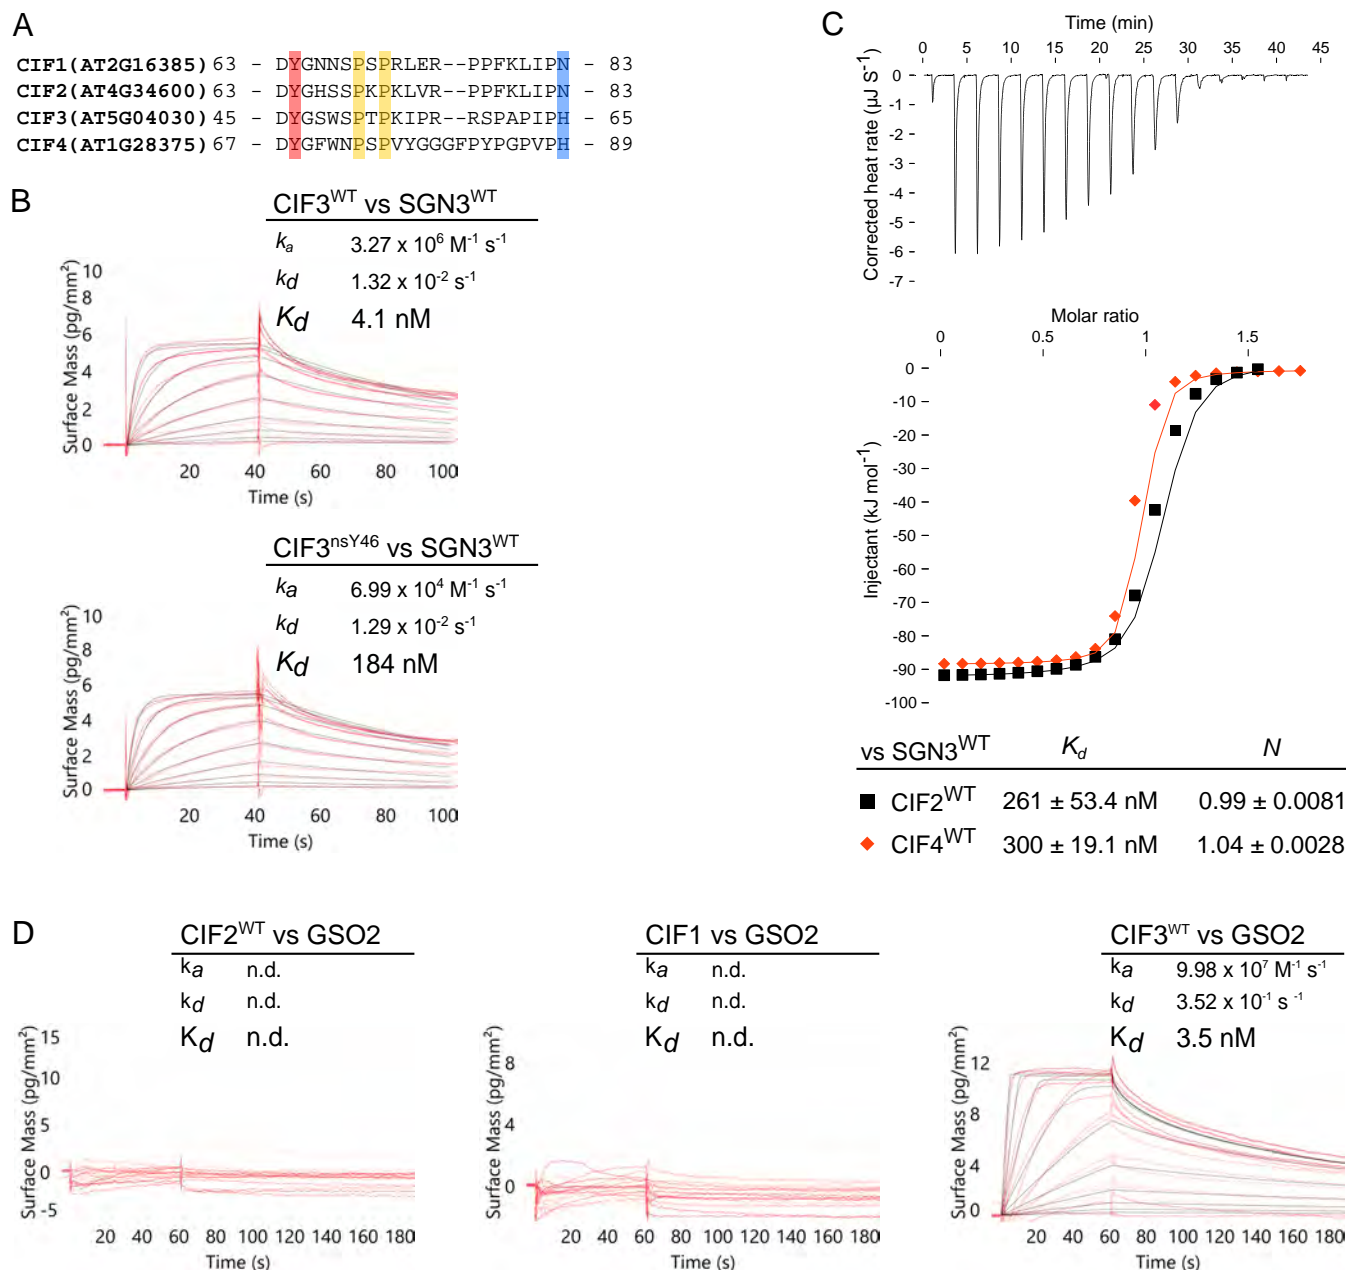 A
CIF1(AT2G16385) 63 - DYGNNSPSPRLER--PPFKLIPN - 83
CIF2(AT4G34600) 63 - DYGHSSPKPKLVR--PPFKLIPN - 83
CIF3(AT5G04030) 45 - DYGSWSPTPKIPR--RSPAPIPH - 65
CIF4(AT1G28375) 67 - DYGFWNPSPVYGGGFPYPGPVPH - 89
B
CIF3WT vs SGN3WT
ka 3.27 x 10^6 M-1 s-1
kd 1.32 x 10-2 s-1
Kd 4.1 nM
Surface Mass (pg/mm²)
10
8
6
4
2
0
20 40 60 80 100
Time (s)
CIF3nsY46 vs SGN3WT
ka 6.99 x 10^4 M-1 s-1
kd 1.29 x 10-2 s-1
Kd 184 nM
Surface Mass (pg/mm²)
10
8
6
4
2
0
20 40 60 80 100
Time (s)
C
Time (min)
0 5 10 15 20 25 30 35 40 45
Corrected heat rate (µJ S-1)
0
-1
-2
-3
-4
-5
-6
-7
Molar ratio
0 0.5 1 1.5
Injectant (kJ mol-1)
0
-10
-20
-30
-40
-50
-60
-70
-80
-90
-100
vs SGN3WT Kd N
CIF2WT 261 ± 53.4 nM 0.99 ± 0.0081
CIF4WT 300 ± 19.1 nM 1.04 ± 0.0028
D
CIF2WT vs GSO2
ka n.d.
kd n.d.
Kd n.d.
Surface Mass (pg/mm²)
15
10
5
0
-5
20 40 60 80 100 120 140 160 180
Time (s)
CIF1 vs GSO2
ka n.d.
kd n.d.
Kd n.d.
Surface Mass (pg/mm²)
8
4
0
20 40 60 80 100 120 140 160 180
Time (s)
CIF3WT vs GSO2
ka 9.98 x 10^7 M-1 s-1
kd 3.52 x 10-1 s-1
Kd 3.5 nM
Surface Mass (pg/mm²)
12
8
4
0
20 40 60 80 100 120 140 160 180
Time (s)